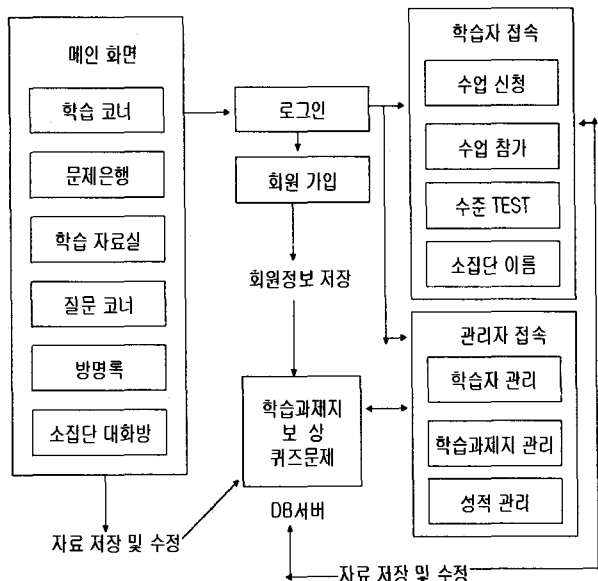 메인 화면
학습 코너
문제은행
학습 자료실
질문 코너
방명록
소집단 대화방
자료 저장 및 수정
로그인
회원 가입
회원정보 저장
학습과제지
보 상
퀴즈문제
DB서버
학습자 접속
수업 신청
수업 참가
수준 TEST
소집단 이름
관리자 접속
학습자 관리
학습과제지 관리
성적 관리
자료 저장 및 수정